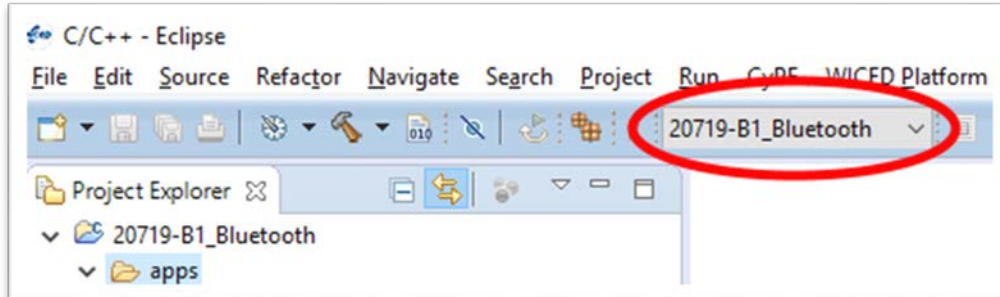 C/C++ - Eclipse
File Edit Source Refactor Navigate Search Project Run CyPE WICED Platform
010
20719-B1_Bluetooth
Project Explorer
20719-B1_Bluetooth
apps